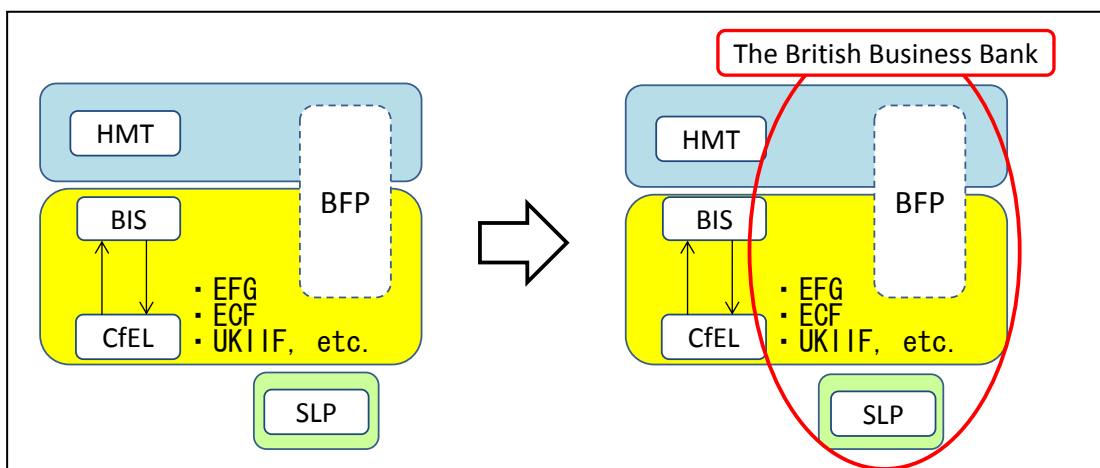 The British Business Bank
HMT
BFP
BIS
・EFG
・ECF
・UKIIF, etc.
CfEL
SLP
HMT
BFP
BIS
・EFG
・ECF
・UKIIF, etc.
CfEL
SLP